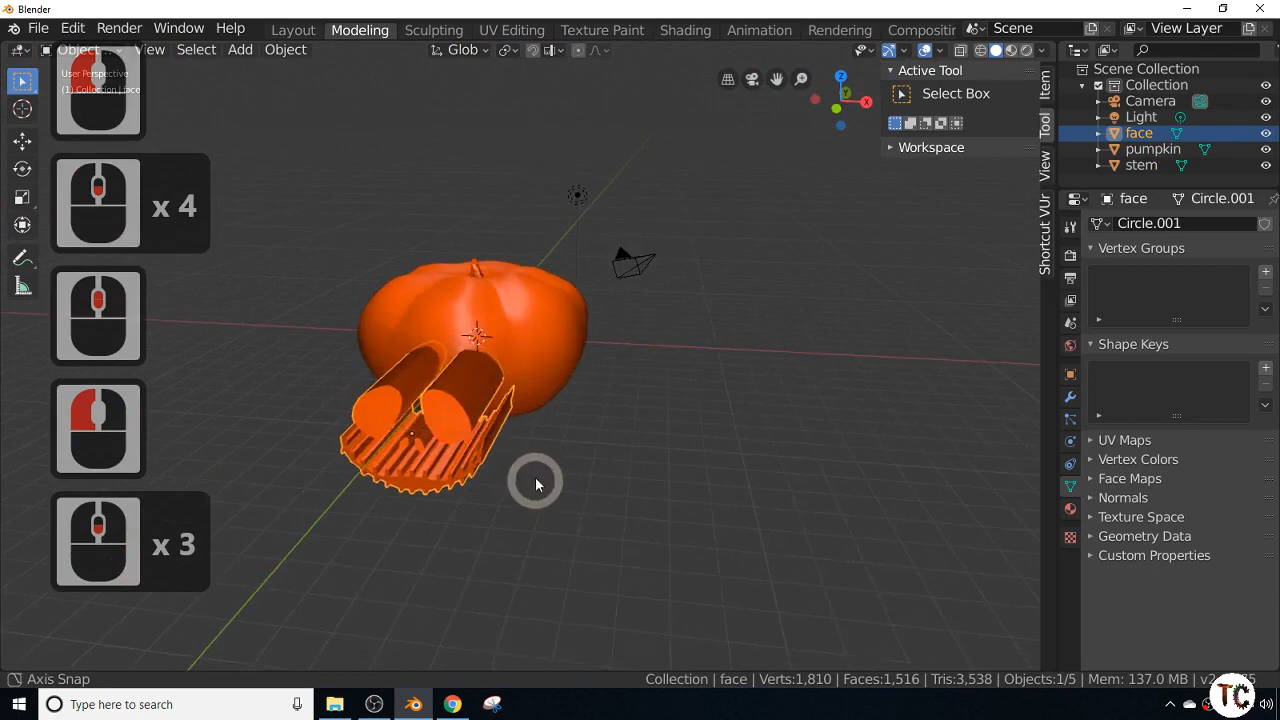 Blender
File Edit Render Window Help
Layout Modeling Sculpting UV Editing Texture Paint Shading Animation Rendering Compositin
Scene
View Layer
Object View Select Add Object
Glob
User Perspective
(1) Collection | face
x 4
x 3
Active Tool
Select Box
Workspace
Item
Tool
View
Shortcut VUr
Scene Collection
Collection
Camera
Light
face
pumpkin
stem
face Circle.001
Circle.001
Vertex Groups
Shape Keys
UV Maps
Vertex Colors
Face Maps
Normals
Texture Space
Geometry Data
Custom Properties
Z
X
Y
Axis Snap
Collection | face | Verts:1,810 | Faces:1,516 | Tris:3,538 | Objects:1/5 | Mem: 137.0 MB | v2
Type here to search
TC